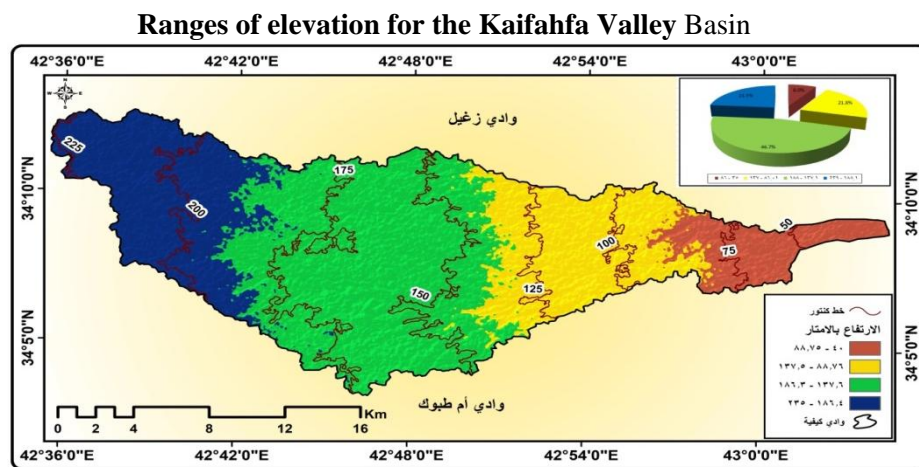 Ranges of elevation for the Kaifahfa Valley Basin
42°36'0"E 42°42'0"E 42°48'0"E 42°54'0"E 43°0'0"E
N
W E
S
وادي زغيل
21.8%
46.7%
225
175
34°10'0"N 34°10'0"N
200
50
100
75
150
125
خط كنتور
الارتفاع بالامتار
٤٠ - ٨٨,٧٥
٨٨,٧٦ - ١٣٧,٥
١٣٧,٦ - ١٨٦,٣
١٨٦,٤ - ٢٣٥
وادي كيفية
34°5'0"N 34°5'0"N
وادي أم طبوك
Km
0 2 4 8 12 16
42°36'0"E 42°42'0"E 42°48'0"E 42°54'0"E 43°0'0"E